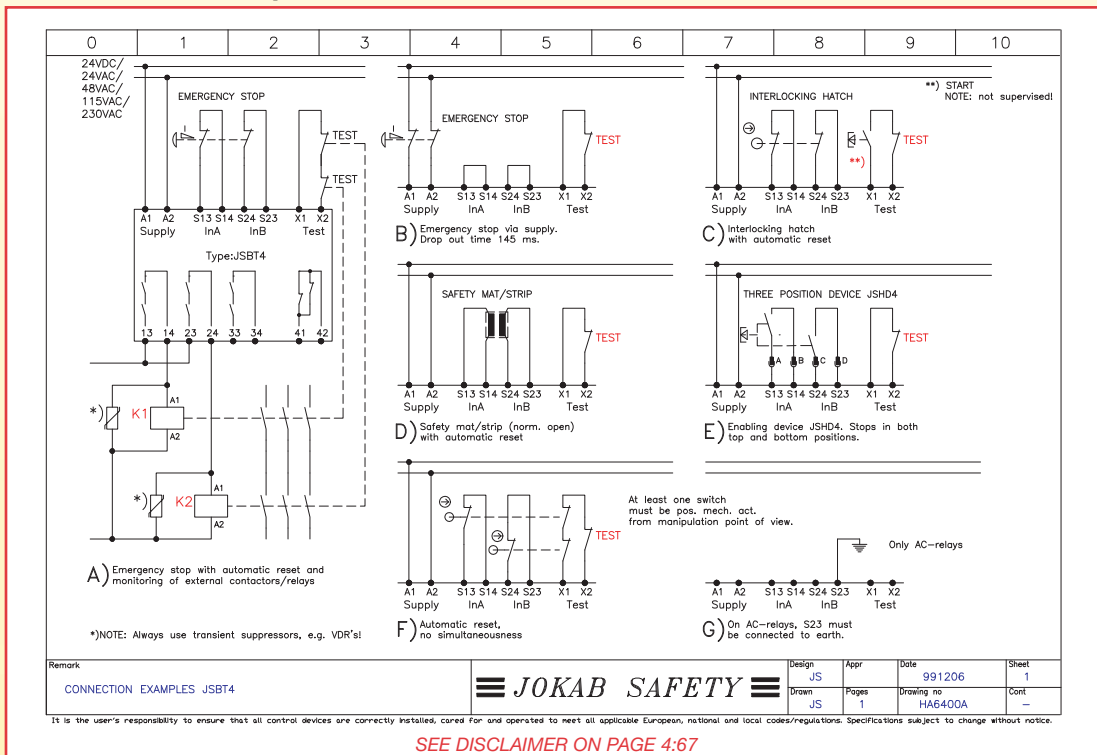 0 1 2 3 4 5 6 7 8 9 10
24VDC/
24VAC/
48VAC/
115VAC/
230VAC
EMERGENCY STOP
TEST
TEST
A1 A2 S13 S14 S24 S23 X1 X2
Supply InA InB Test
Type:JSBT4
13 14 23 24 33 34 41 42
*) K1 A1
A2
*) K2 A1
A2
A) Emergency stop with automatic reset and
monitoring of external contactors/relays
*)NOTE: Always use transient suppressors, e.g. VDR's!
EMERGENCY STOP
TEST
A1 A2 S13 S14 S24 S23 X1 X2
Supply InA InB Test
B) Emergency stop via supply.
Drop out time 145 ms.
**) START
NOTE: not supervised!
INTERLOCKING HATCH
**)
TEST
A1 A2 S13 S14 S24 S23 X1 X2
Supply InA InB Test
C) Interlocking hatch
with automatic reset
SAFETY MAT/STRIP
TEST
A1 A2 S13 S14 S24 S23 X1 X2
Supply InA InB Test
D) Safety mat/strip (norm. open)
with automatic reset
THREE POSITION DEVICE JSHD4
TEST
A B C D
A1 A2 S13 S14 S24 S23 X1 X2
Supply InA InB Test
E) Enabling device JSHD4. Stops in both
top and bottom positions.
At least one switch
must be pos. mech. act.
from manipulation point of view.
TEST
A1 A2 S13 S14 S24 S23 X1 X2
Supply InA InB Test
F) Automatic reset,
no simultaneousness
Only AC-relays
A1 A2 S13 S14 S24 S23 X1 X2
Supply InA InB Test
G) On AC-relays, S23 must
be connected to earth.
Remark
CONNECTION EXAMPLES JSBT4
JOKAB SAFETY
Design JS Appr Date 991206 Sheet 1
Drawn JS Pages 1 Drawing no HA6400A Cont -
It is the user's responsibility to ensure that all control devices are correctly installed, cared for and operated to meet all applicable European, national and local codes/regulations. Specifications subject to change without notice.
SEE DISCLAIMER ON PAGE 4:67